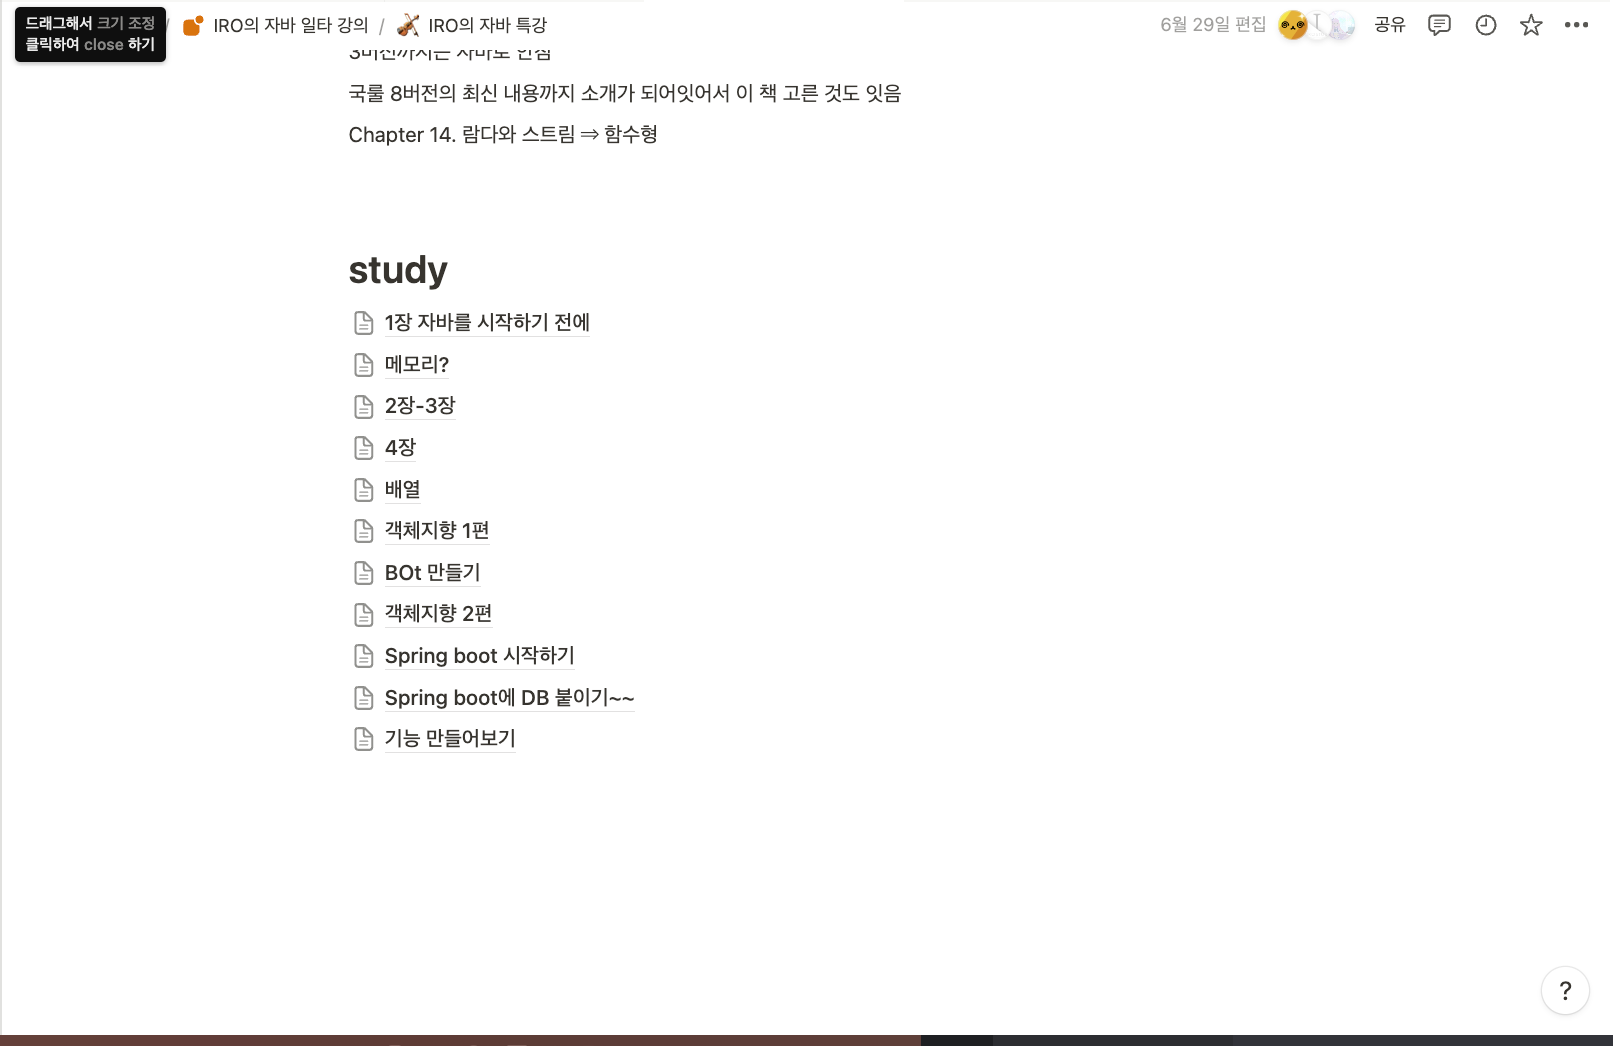 드래그해서 크기 조정
클릭하여 close 하기
/ IRO의 자바 일타 강의 / IRO의 자바 특강
6월 29일 편집
공유
국룰 8버전의 최신 내용까지 소개가 되어잇어서 이 책 고른 것도 잇음
Chapter 14. 람다와 스트림 ⇒ 함수형
study
1장 자바를 시작하기 전에
메모리?
2장-3장
4장
배열
객체지향 1편
BOt 만들기
객체지향 2편
Spring boot 시작하기
Spring boot에 DB 붙이기~~
기능 만들어보기
?